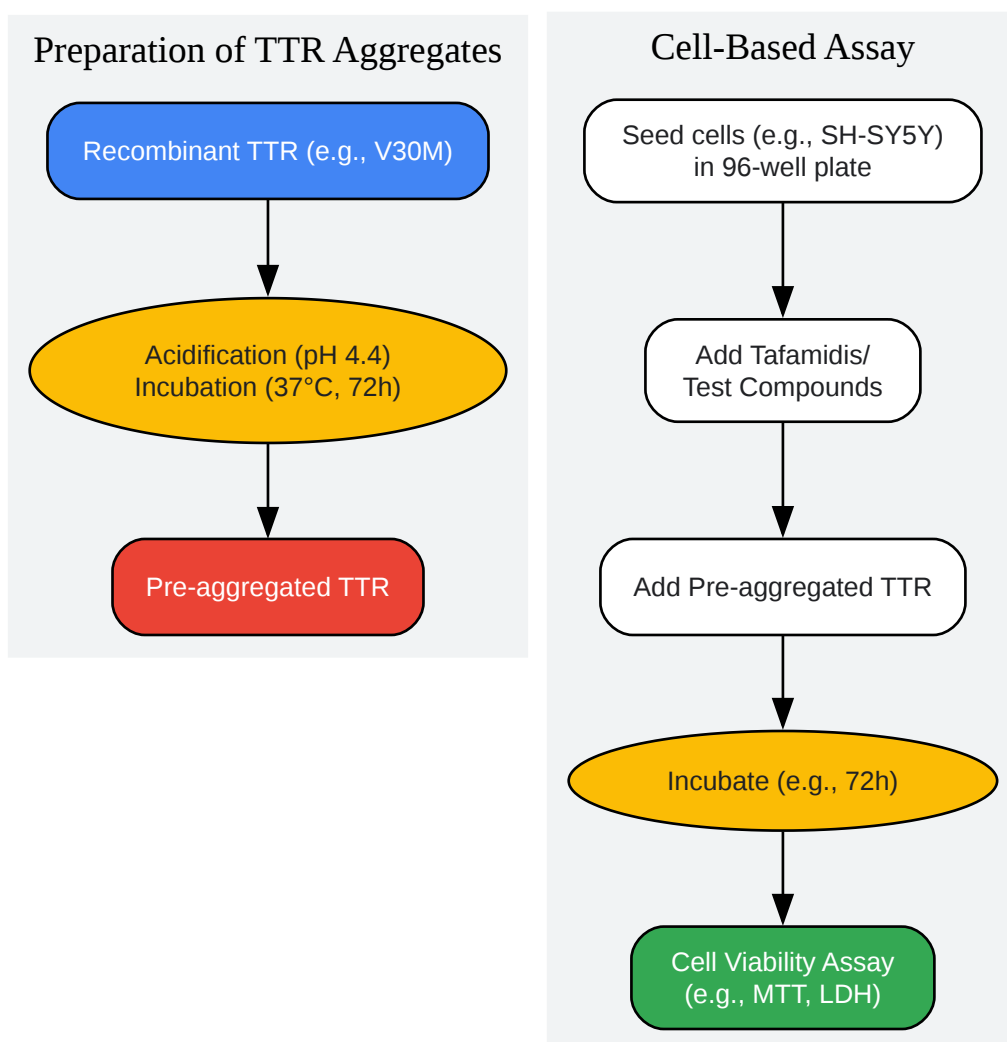 Preparation of TTR Aggregates
Recombinant TTR (e.g., V30M)
Acidification (pH 4.4)
Incubation (37°C, 72h)
Pre-aggregated TTR
Cell-Based Assay
Seed cells (e.g., SH-SY5Y)
in 96-well plate
Add Tafamidis/
Test Compounds
Add Pre-aggregated TTR
Incubate (e.g., 72h)
Cell Viability Assay
(e.g., MTT, LDH)